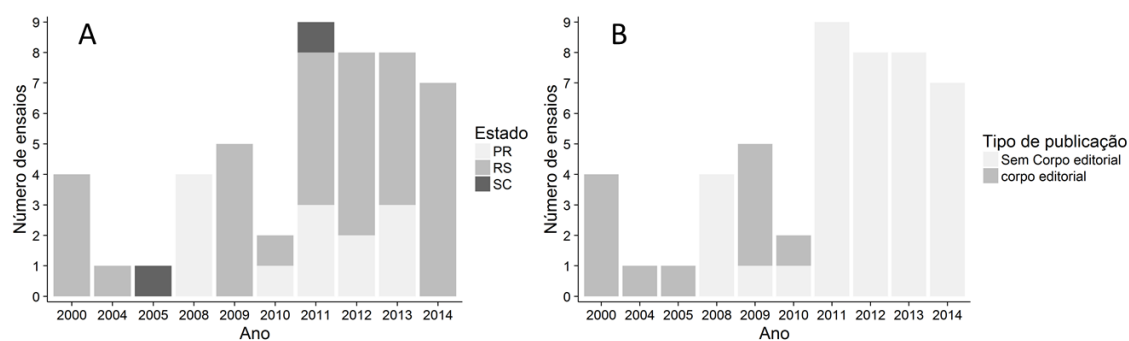 A
Número de ensaios
9
8
7
6
5
4
3
2
1
0
2000 2004 2005 2008 2009 2010 2011 2012 2013 2014
Ano
Estado
PR
RS
SC
B
Número de ensaios
9
8
7
6
5
4
3
2
1
0
2000 2004 2005 2008 2009 2010 2011 2012 2013 2014
Ano
Tipo de publicação
Sem Corpo editorial
corpo editorial